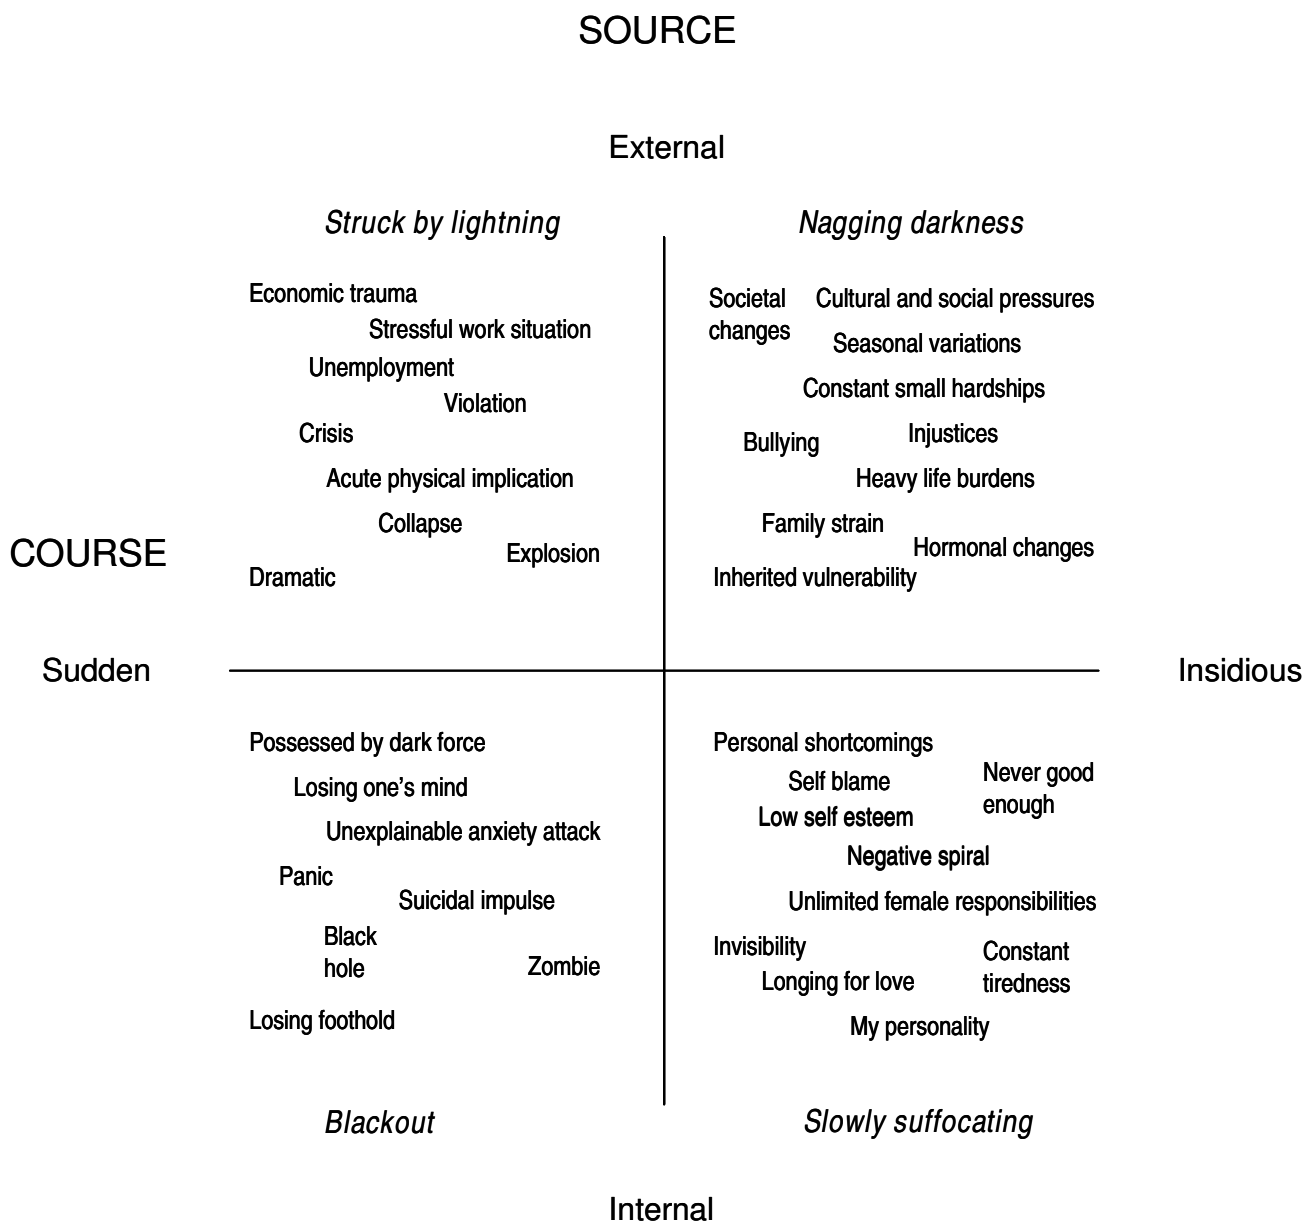 SOURCE
External
Struck by lightning
Nagging darkness
Economic trauma
Stressful work situation
Unemployment
Violation
Crisis
Acute physical implication
Collapse
Explosion
Dramatic
Societal
changes
Cultural and social pressures
Seasonal variations
Constant small hardships
Bullying
Injustices
Heavy life burdens
Family strain
Hormonal changes
Inherited vulnerability
COURSE
Sudden
Insidious
Possessed by dark force
Losing one’s mind
Unexplainable anxiety attack
Panic
Suicidal impulse
Black
hole
Zombie
Losing foothold
Personal shortcomings
Self blame
Never good
enough
Low self esteem
Negative spiral
Unlimited female responsibilities
Invisibility
Constant
tiredness
Longing for love
My personality
Blackout
Slowly suffocating
Internal